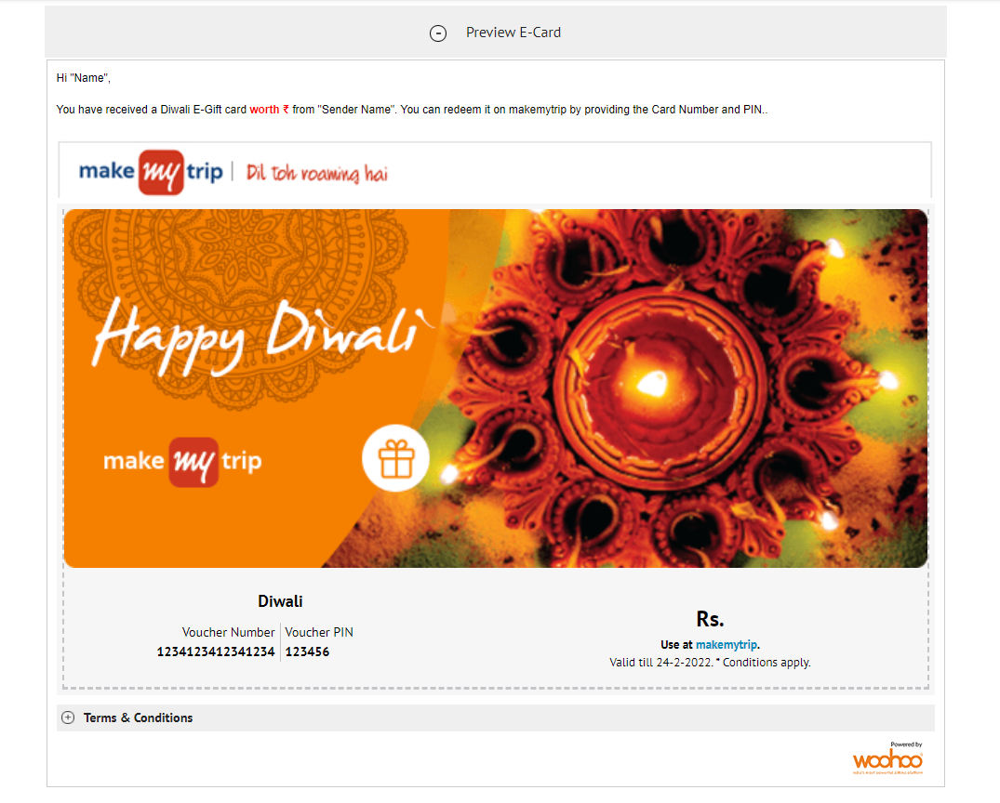 Preview E-Card
Hi "Name",
You have received a Diwali E-Gift card worth ₹ from "Sender Name". You can redeem it on makemytrip by providing the Card Number and PIN..
make my trip | Dil toh roaming hai
Happy Diwali
make my trip
Diwali
Voucher Number Voucher PIN
1234123412341234 123456
Rs.
Use at makemytrip.
Valid till 24-2-2022. * Conditions apply.
Terms & Conditions
Powered by
woohoo